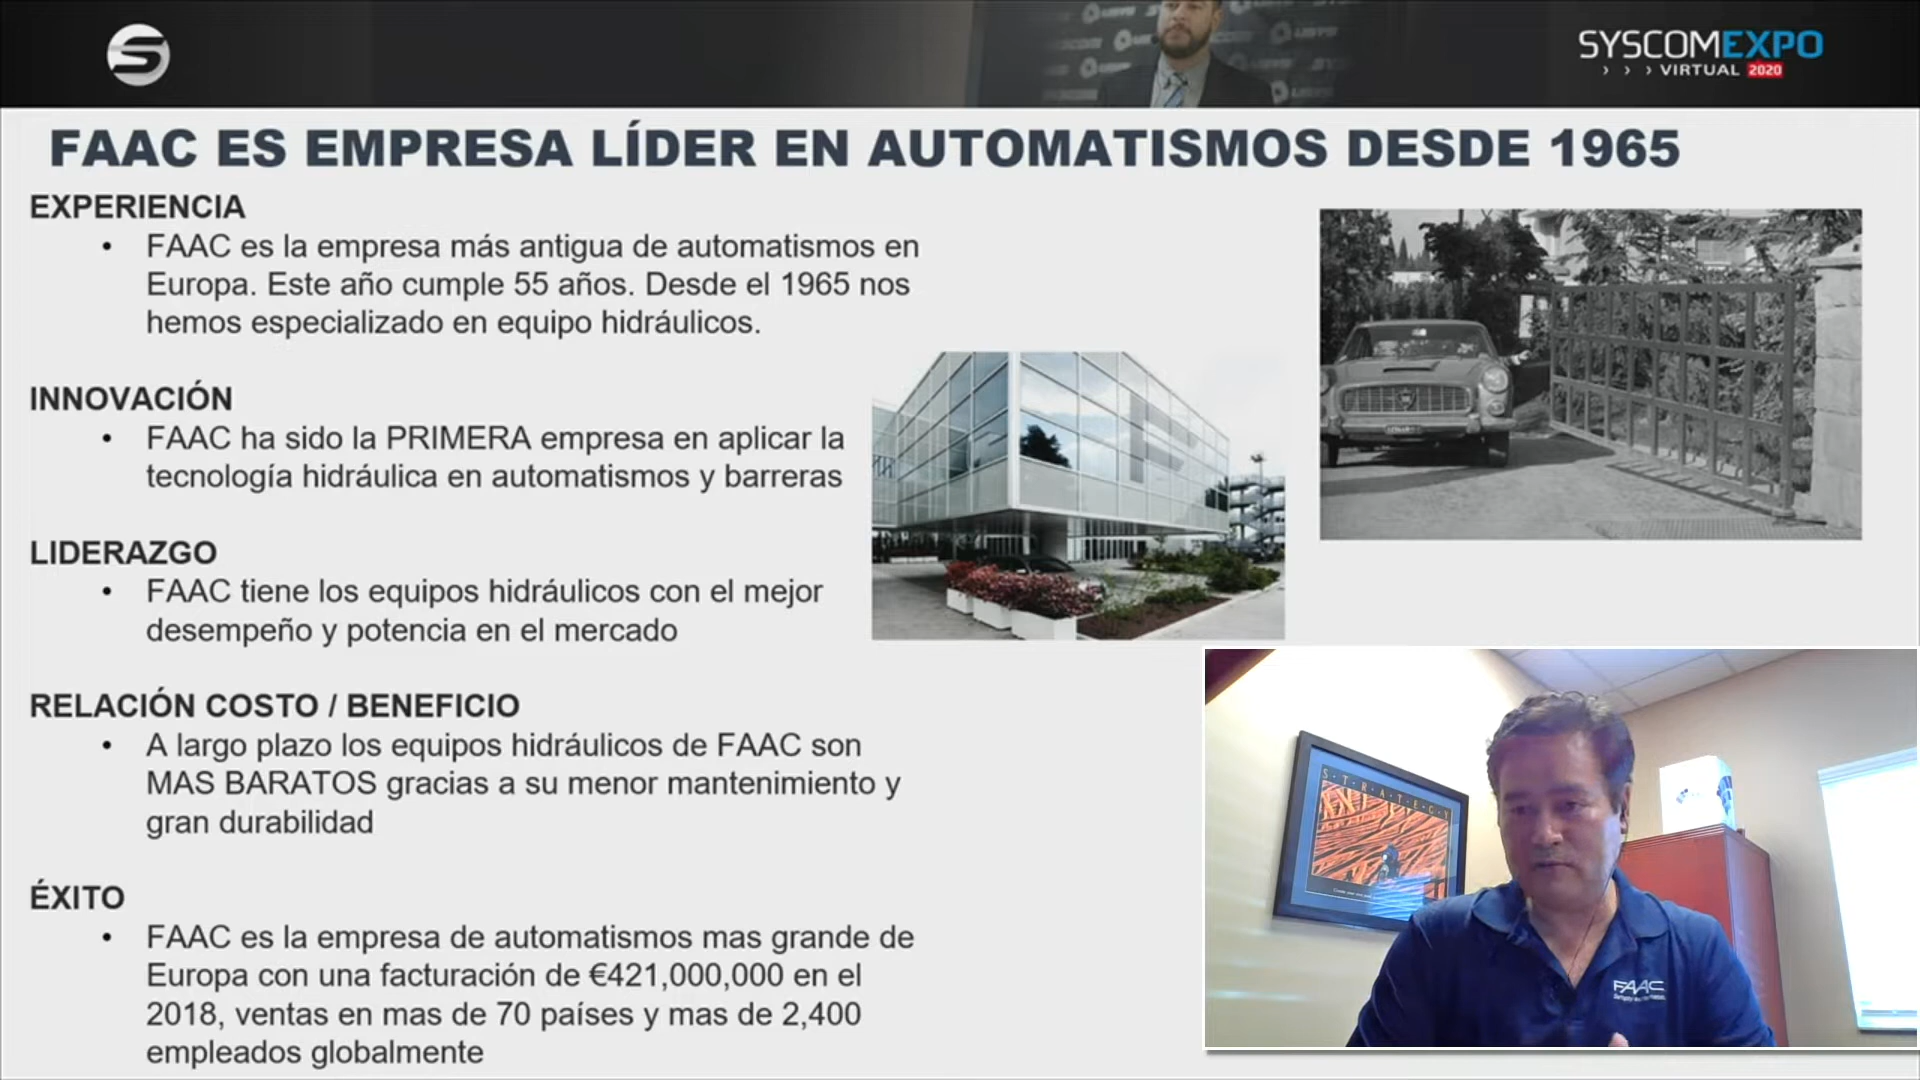 SYSCOMEXPO
› › › VIRTUAL 2020
FAAC ES EMPRESA LÍDER EN AUTOMATISMOS DESDE 1965
EXPERIENCIA
• FAAC es la empresa más antigua de automatismos en
Europa. Este año cumple 55 años. Desde el 1965 nos
hemos especializado en equipo hidráulicos.
INNOVACIÓN
• FAAC ha sido la PRIMERA empresa en aplicar la
tecnología hidráulica en automatismos y barreras
LIDERAZGO
• FAAC tiene los equipos hidráulicos con el mejor
desempeño y potencia en el mercado
RELACIÓN COSTO / BENEFICIO
• A largo plazo los equipos hidráulicos de FAAC son
MAS BARATOS gracias a su menor mantenimiento y
gran durabilidad
ÉXITO
• FAAC es la empresa de automatismos mas grande de
Europa con una facturación de €421,000,000 en el
2018, ventas en mas de 70 países y mas de 2,400
empleados globalmente
STRATEGY
FAAC